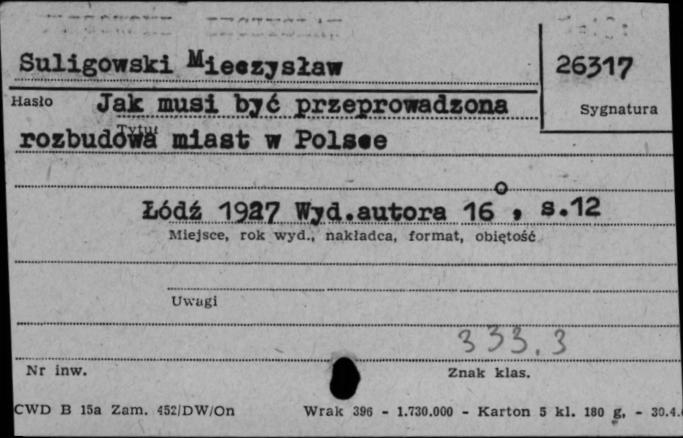 Suligowski Mieczysław
26317
Hasło Jak musi być przeprowadzona
Sygnatura
Tytuł
rozbudowa miast w Polsce
Łódź 1927 Wyd.autora 16°, s.12
Miejsce, rok wyd., nakładca, format, objętość
Uwagi
333.3
Nr inw.
Znak klas.
CWD B 15a Zam. 452/DW/On Wrak 396 - 1.730.000 - Karton 5 kl. 180 g, - 30.4.